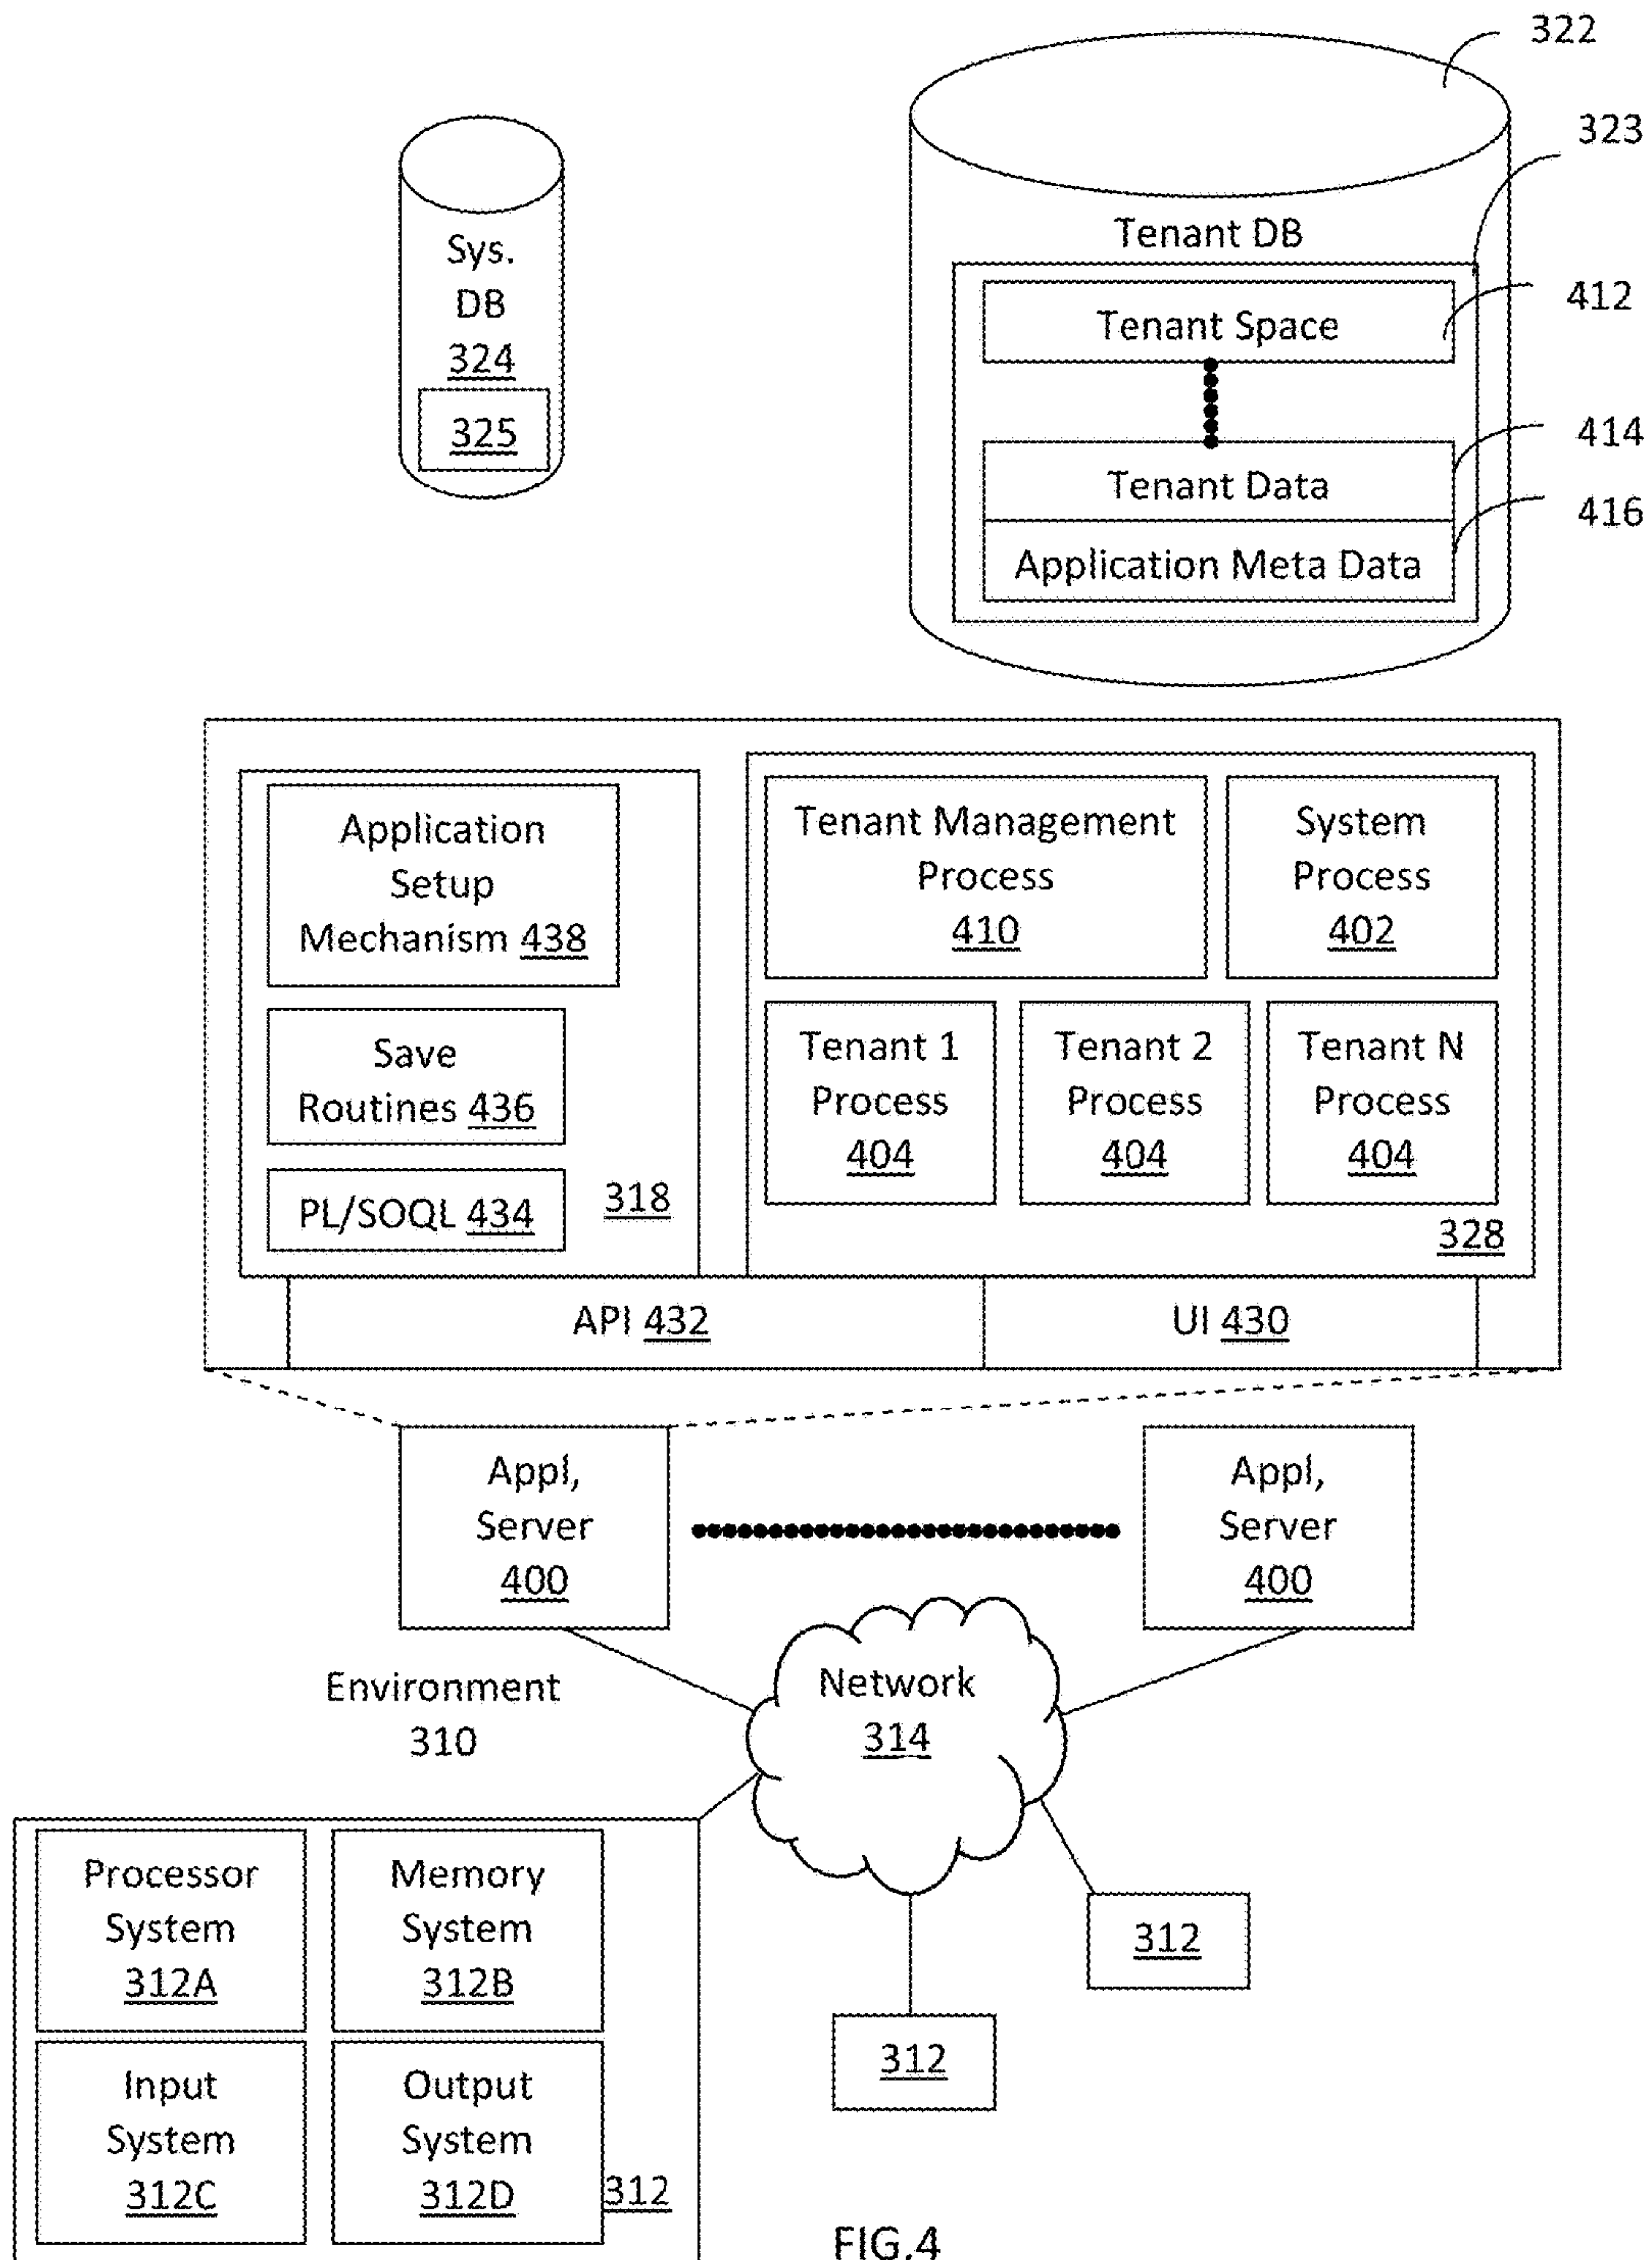 322
323
Tenant DB
412
Tenant Space
414
Tenant Data
416
Application Meta Data
Sys.
DB
324
325
Application
Setup
Mechanism 438
Save
Routines 436
PL/SOQL 434
318
Tenant Management
Process
410
System
Process
402
Tenant 1
Process
404
Tenant 2
Process
404
Tenant N
Process
404
328
API 432
UI 430
Appl,
Server
400
Appl,
Server
400
Environment
310
Network
314
Processor
System
312A
Memory
System
312B
Input
System
312C
Output
System
312D
312
312
312
FIG.4